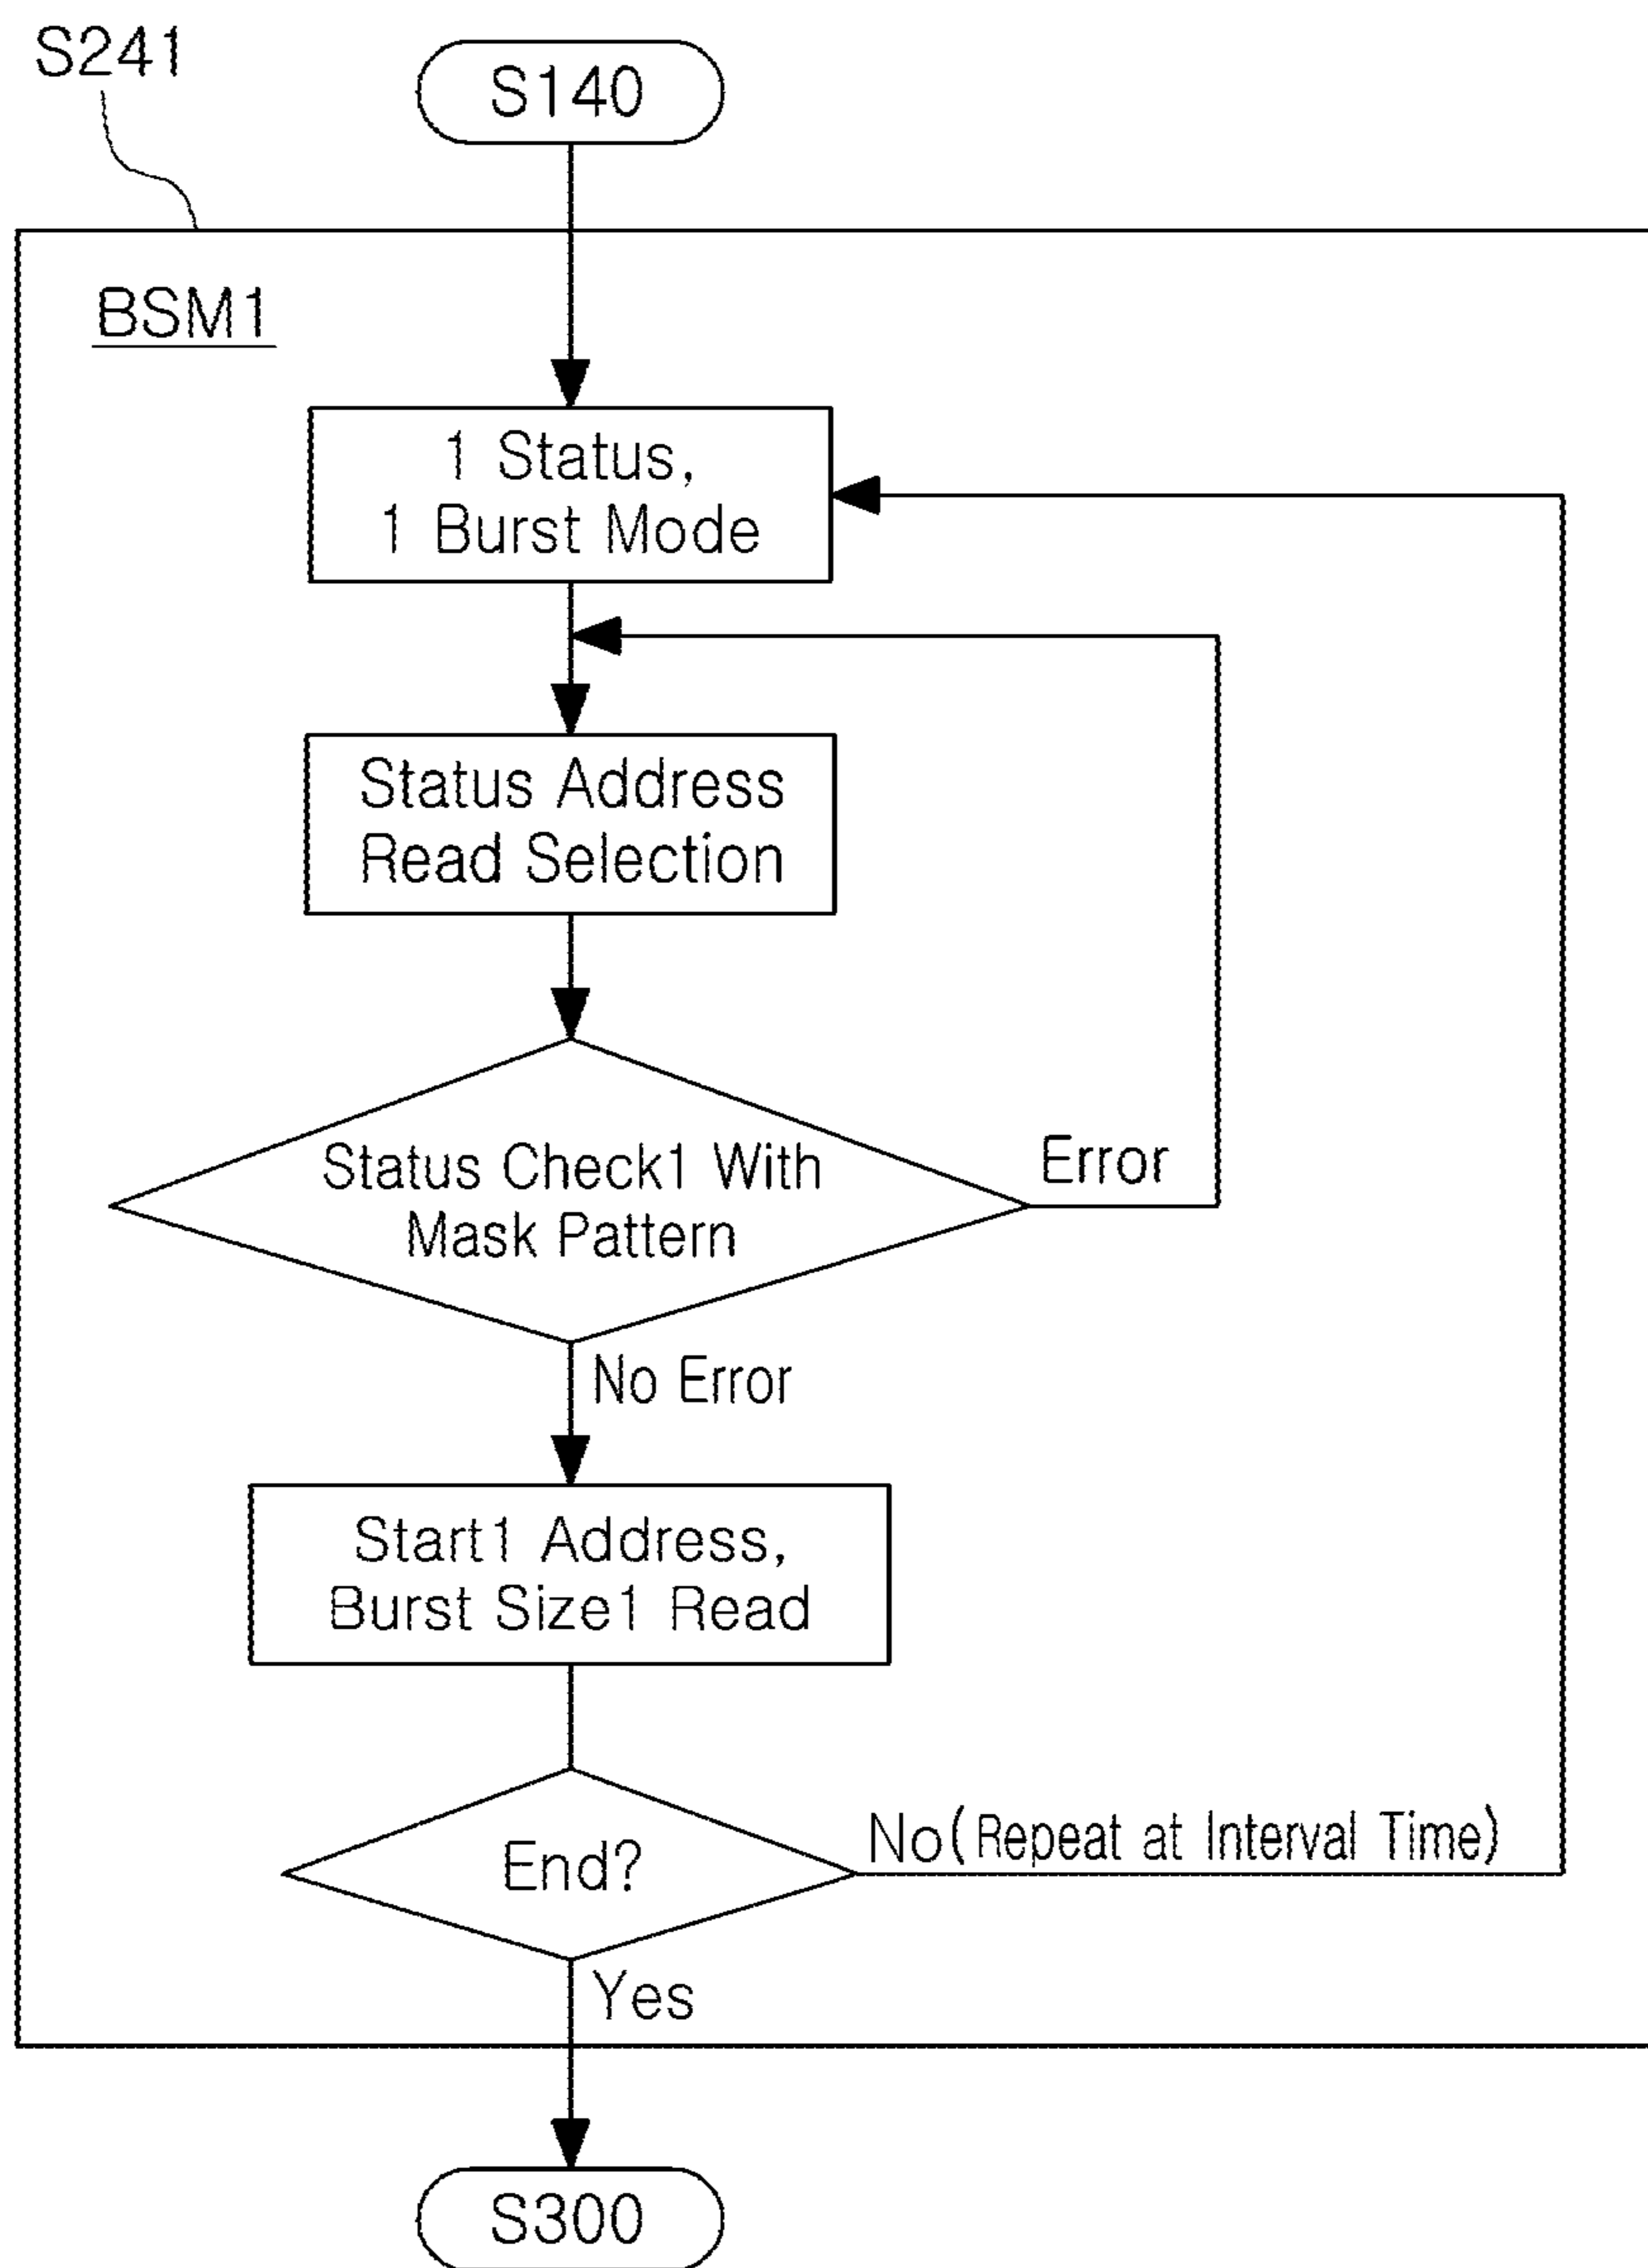 S241
S140
BSM1
1 Status,
1 Burst Mode
Status Address
Read Selection
Status Check1 With
Mask Pattern
Error
No Error
Start1 Address,
Burst Size1 Read
End?
No(Repeat at Interval Time)
Yes
S300